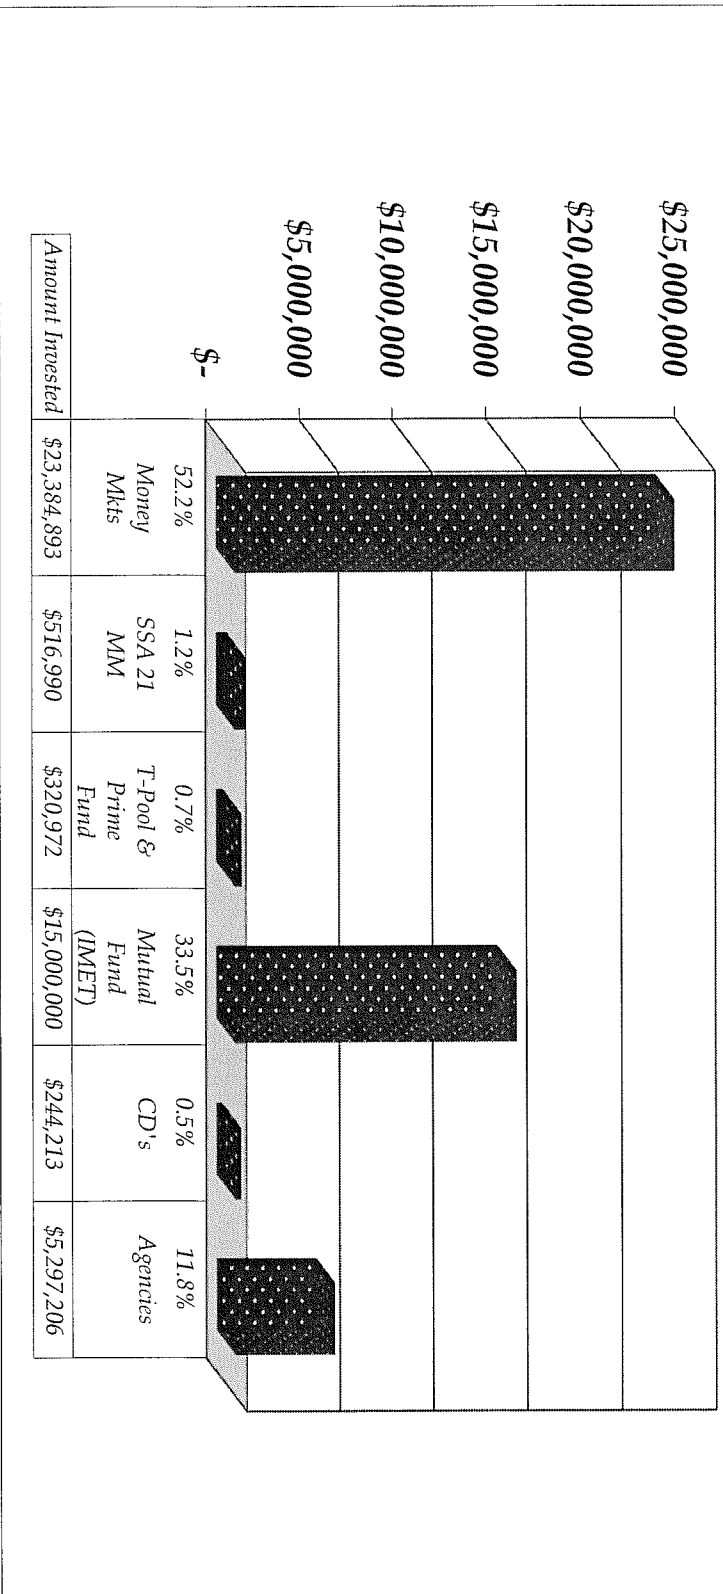 $25,000,000
$20,000,000
$15,000,000
$10,000,000
$5,000,000
$-
52.2% 1.2% 0.7% 33.5% 0.5% 11.8%
Money SSA 21 T-Pool & Mutual CD's Agencies
Mkts MM Prime Fund
Fund (IMET)
Amount Invested $23,384,893 $516,990 $320,972 $15,000,000 $244,213 $5,297,206